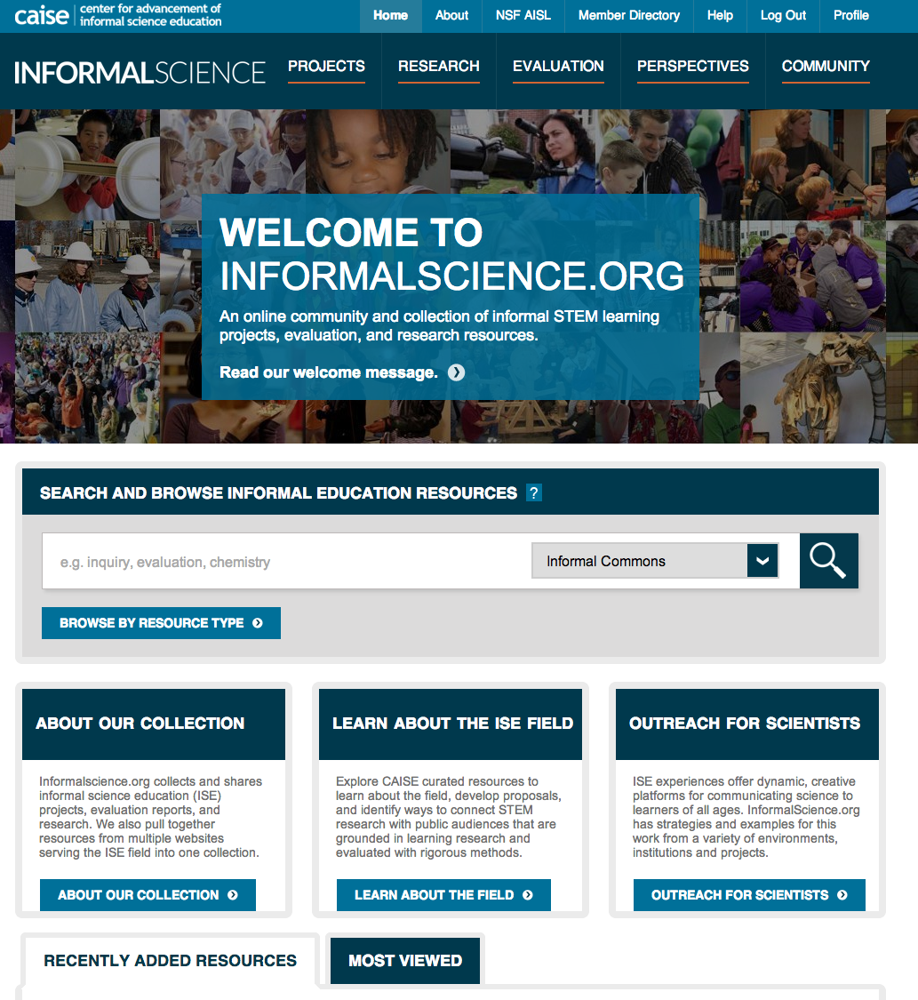 caise center for advancement of
informal science education
Home About NSF AISL Member Directory Help Log Out Profile
INFORMALSCIENCE PROJECTS RESEARCH EVALUATION PERSPECTIVES COMMUNITY
WELCOME TO
INFORMALSCIENCE.ORG
An online community and collection of informal STEM learning
projects, evaluation, and research resources.
Read our welcome message.
SEARCH AND BROWSE INFORMAL EDUCATION RESOURCES ?
e.g. inquiry, evaluation, chemistry Informal Commons
BROWSE BY RESOURCE TYPE
ABOUT OUR COLLECTION
Informalscience.org collects and shares
informal science education (ISE)
projects, evaluation reports, and
research. We also pull together
resources from multiple websites
serving the ISE field into one collection.
ABOUT OUR COLLECTION
LEARN ABOUT THE ISE FIELD
Explore CAISE curated resources to
learn about the field, develop proposals,
and identify ways to connect STEM
research with public audiences that are
grounded in learning research and
evaluated with rigorous methods.
LEARN ABOUT THE FIELD
OUTREACH FOR SCIENTISTS
ISE experiences offer dynamic, creative
platforms for communicating science to
learners of all ages. InformalScience.org
has strategies and examples for this
work from a variety of environments,
institutions and projects.
OUTREACH FOR SCIENTISTS
RECENTLY ADDED RESOURCES MOST VIEWED